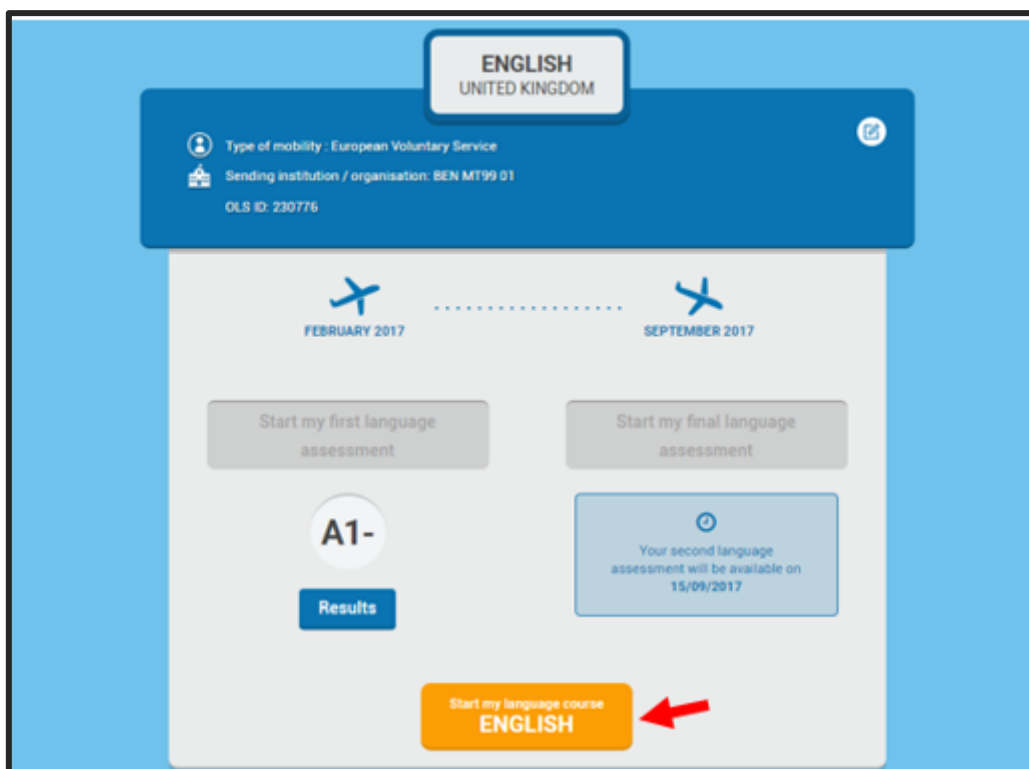 ENGLISH
UNITED KINGDOM
Type of mobility : European Voluntary Service
Sending institution / organisation: BEN MT99 01
OLS ID: 230776
FEBRUARY 2017
SEPTEMBER 2017
Start my first language
assessment
Start my final language
assessment
A1-
Results
Your second language
assessment will be available on
15/09/2017
Start my language course
ENGLISH